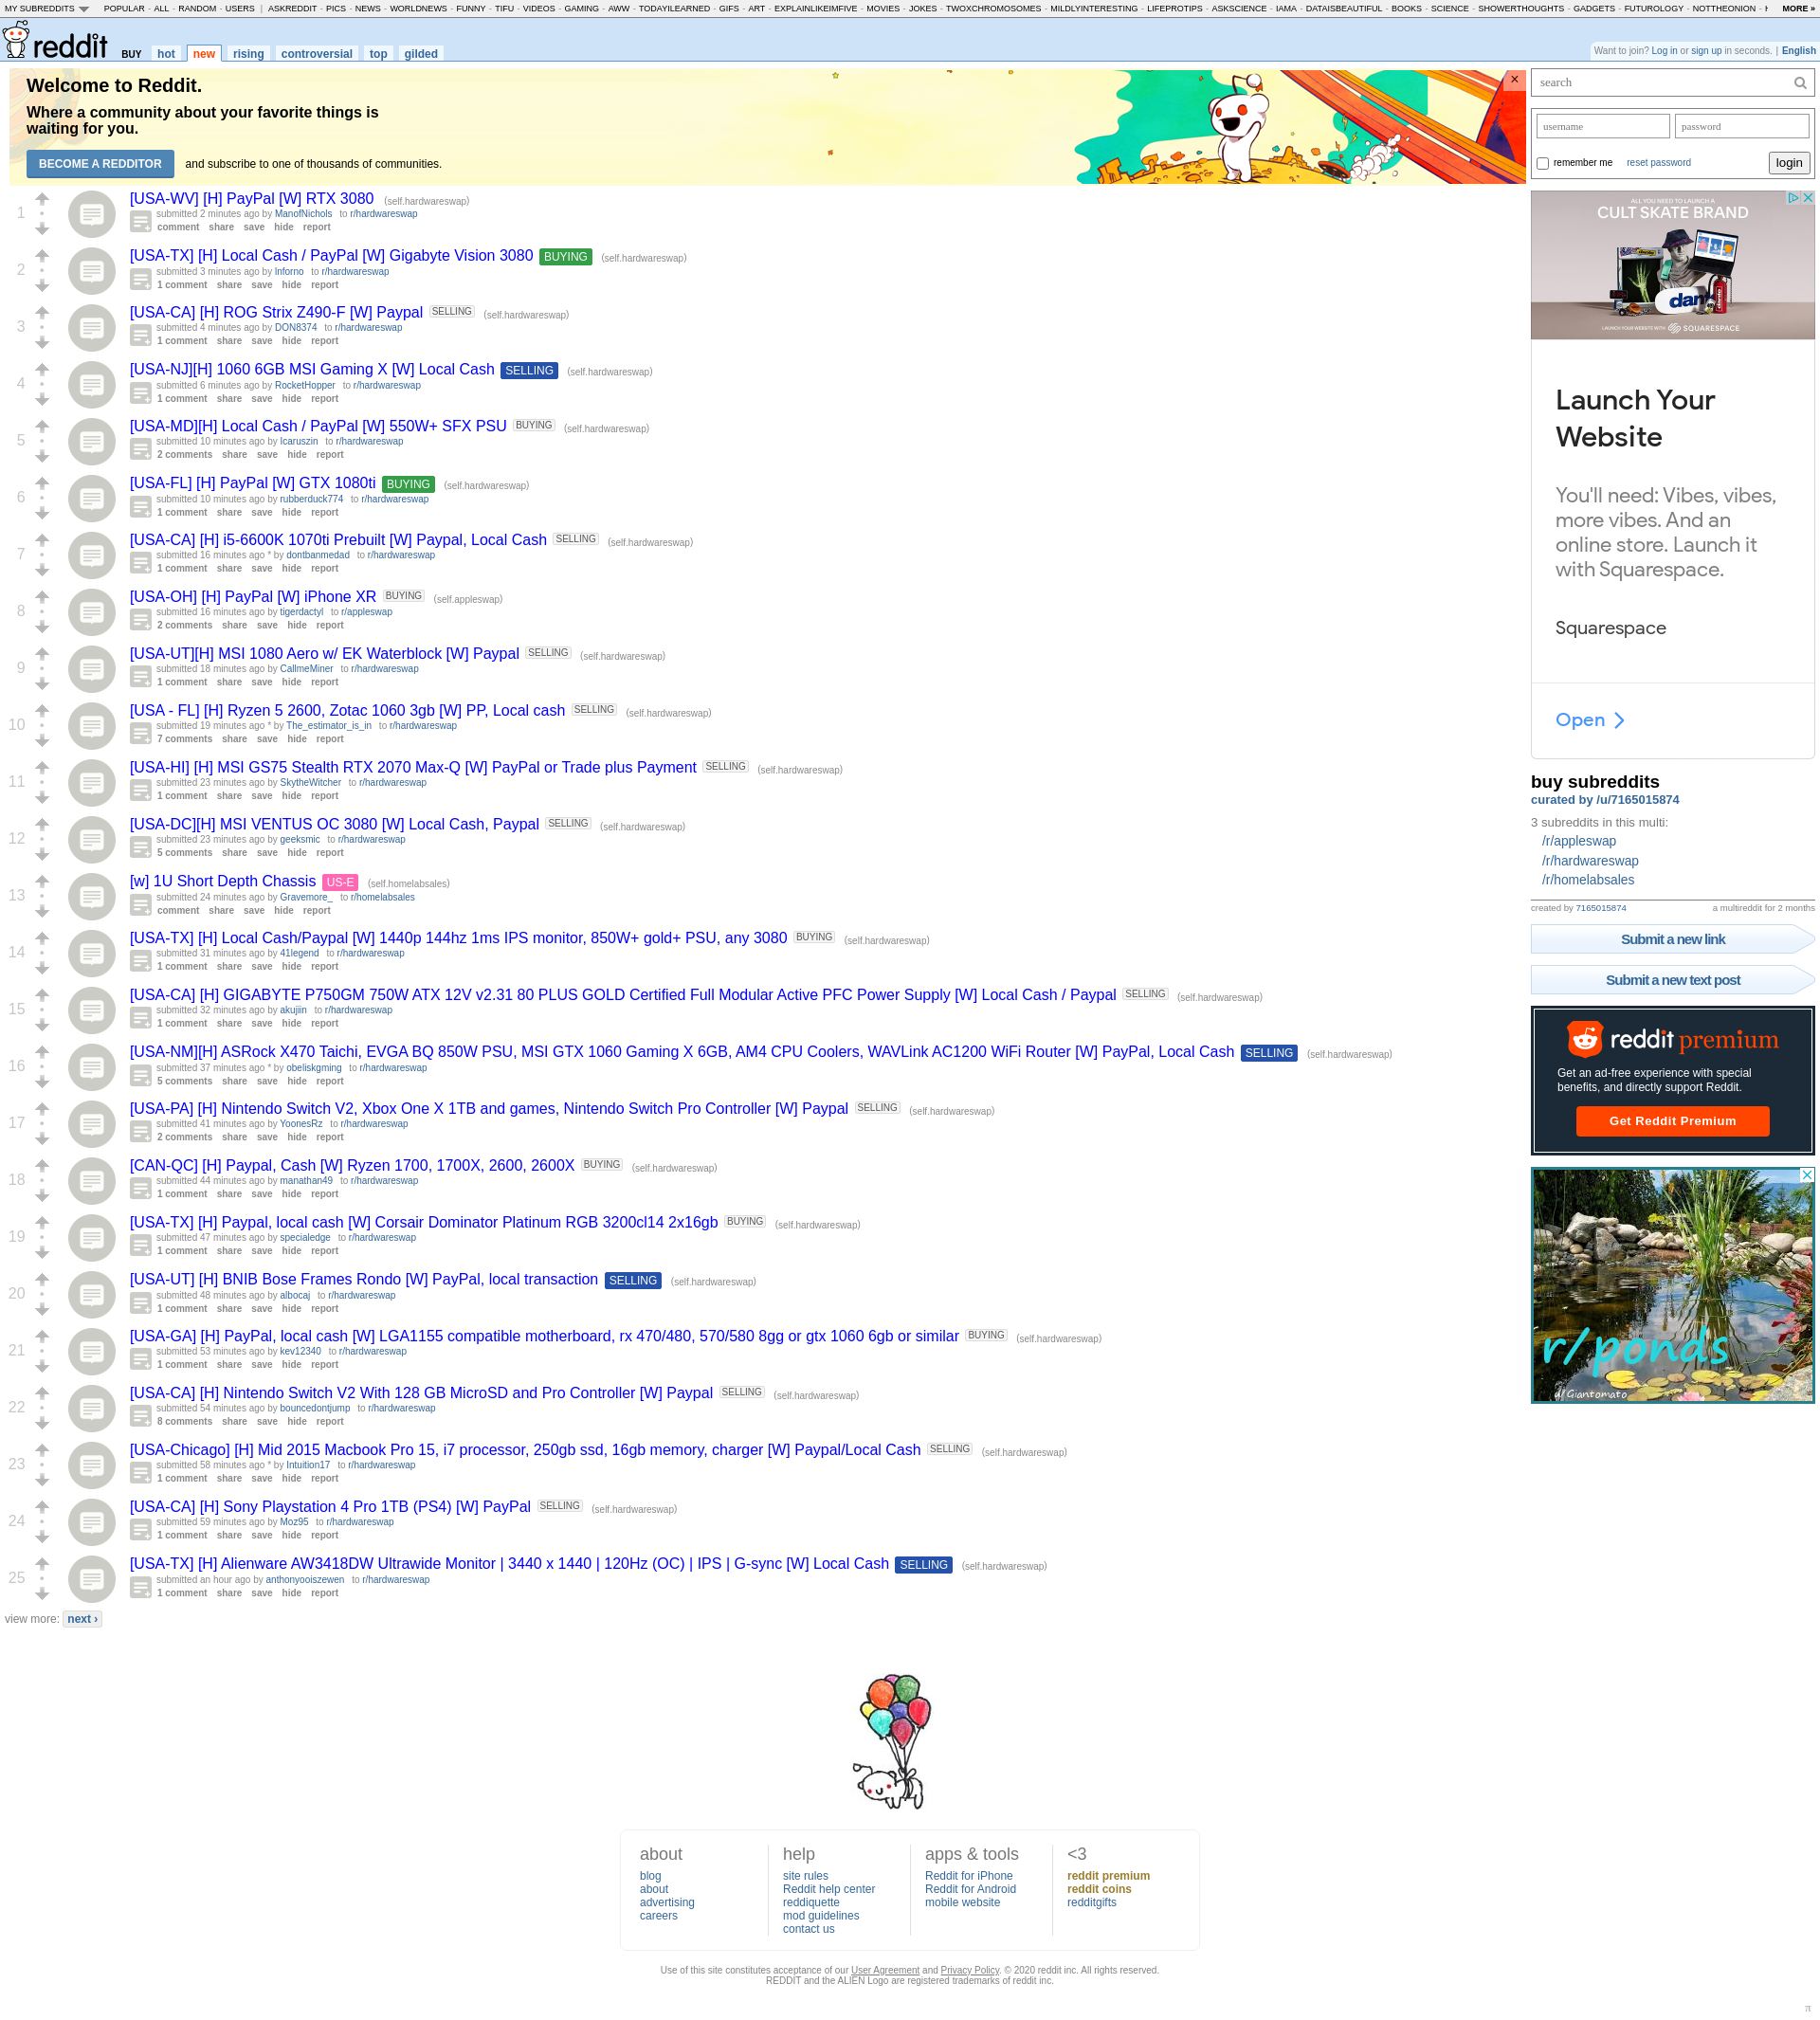 MY SUBREDDITS POPULAR - ALL - RANDOM - USERS | ASKREDDIT - PICS - NEWS - WORLDNEWS - FUNNY - TIFU - VIDEOS - GAMING - AWW - TODAYILEARNED - GIFS - ART - EXPLAINLIKEIMFIVE - MOVIES - JOKES - TWOXCHROMOSOMES - MILDLYINTERESTING - LIFEPROTIPS - ASKSCIENCE - IAMA - DATAISBEAUTIFUL - BOOKS - SCIENCE - SHOWERTHOUGHTS - GADGETS - FUTUROLOGY - NOTTHEONION - MORE »
reddit BUY hot new rising controversial top gilded
Want to join? Log in or sign up in seconds. | English
Welcome to Reddit.
Where a community about your favorite things is
waiting for you.
BECOME A REDDITOR and subscribe to one of thousands of communities.
1
[USA-WV] [H] PayPal [W] RTX 3080 (self.hardwareswap)
submitted 2 minutes ago by ManofNichols to r/hardwareswap
comment share save hide report
2
[USA-TX] [H] Local Cash / PayPal [W] Gigabyte Vision 3080 BUYING (self.hardwareswap)
submitted 3 minutes ago by Inforno to r/hardwareswap
1 comment share save hide report
3
[USA-CA] [H] ROG Strix Z490-F [W] Paypal SELLING (self.hardwareswap)
submitted 4 minutes ago by DON8374 to r/hardwareswap
1 comment share save hide report
4
[USA-NJ][H] 1060 6GB MSI Gaming X [W] Local Cash SELLING (self.hardwareswap)
submitted 6 minutes ago by RocketHopper to r/hardwareswap
1 comment share save hide report
5
[USA-MD][H] Local Cash / PayPal [W] 550W+ SFX PSU BUYING (self.hardwareswap)
submitted 10 minutes ago by Icaruszin to r/hardwareswap
2 comments share save hide report
6
[USA-FL] [H] PayPal [W] GTX 1080ti BUYING (self.hardwareswap)
submitted 10 minutes ago by rubberduck774 to r/hardwareswap
1 comment share save hide report
7
[USA-CA] [H] i5-6600K 1070ti Prebuilt [W] Paypal, Local Cash SELLING (self.hardwareswap)
submitted 16 minutes ago * by dontbanmedad to r/hardwareswap
1 comment share save hide report
8
[USA-OH] [H] PayPal [W] iPhone XR BUYING (self.appleswap)
submitted 16 minutes ago by tigerdactyl to r/appleswap
2 comments share save hide report
9
[USA-UT][H] MSI 1080 Aero w/ EK Waterblock [W] Paypal SELLING (self.hardwareswap)
submitted 18 minutes ago by CallmeMiner to r/hardwareswap
1 comment share save hide report
10
[USA - FL] [H] Ryzen 5 2600, Zotac 1060 3gb [W] PP, Local cash SELLING (self.hardwareswap)
submitted 19 minutes ago * by The_estimator_is_in to r/hardwareswap
7 comments share save hide report
11
[USA-HI] [H] MSI GS75 Stealth RTX 2070 Max-Q [W] PayPal or Trade plus Payment SELLING (self.hardwareswap)
submitted 23 minutes ago by SkytheWitcher to r/hardwareswap
1 comment share save hide report
12
[USA-DC][H] MSI VENTUS OC 3080 [W] Local Cash, Paypal SELLING (self.hardwareswap)
submitted 23 minutes ago by geeksmic to r/hardwareswap
5 comments share save hide report
13
[w] 1U Short Depth Chassis US-E (self.homelabsales)
submitted 24 minutes ago by Gravemore_ to r/homelabsales
comment share save hide report
14
[USA-TX] [H] Local Cash/Paypal [W] 1440p 144hz 1ms IPS monitor, 850W+ gold+ PSU, any 3080 BUYING (self.hardwareswap)
submitted 31 minutes ago by 41legend to r/hardwareswap
1 comment share save hide report
15
[USA-CA] [H] GIGABYTE P750GM 750W ATX 12V v2.31 80 PLUS GOLD Certified Full Modular Active PFC Power Supply [W] Local Cash / Paypal SELLING (self.hardwareswap)
submitted 32 minutes ago by akujiin to r/hardwareswap
1 comment share save hide report
16
[USA-NM][H] ASRock X470 Taichi, EVGA BQ 850W PSU, MSI GTX 1060 Gaming X 6GB, AM4 CPU Coolers, WAVLink AC1200 WiFi Router [W] PayPal, Local Cash SELLING (self.hardwareswap)
submitted 37 minutes ago * by obeliskgming to r/hardwareswap
5 comments share save hide report
17
[USA-PA] [H] Nintendo Switch V2, Xbox One X 1TB and games, Nintendo Switch Pro Controller [W] Paypal SELLING (self.hardwareswap)
submitted 41 minutes ago by YoonesRz to r/hardwareswap
2 comments share save hide report
18
[CAN-QC] [H] Paypal, Cash [W] Ryzen 1700, 1700X, 2600, 2600X BUYING (self.hardwareswap)
submitted 44 minutes ago by manathan49 to r/hardwareswap
1 comment share save hide report
19
[USA-TX] [H] Paypal, local cash [W] Corsair Dominator Platinum RGB 3200cl14 2x16gb BUYING (self.hardwareswap)
submitted 47 minutes ago by specialedge to r/hardwareswap
1 comment share save hide report
20
[USA-UT] [H] BNIB Bose Frames Rondo [W] PayPal, local transaction SELLING (self.hardwareswap)
submitted 48 minutes ago by albocaj to r/hardwareswap
1 comment share save hide report
21
[USA-GA] [H] PayPal, local cash [W] LGA1155 compatible motherboard, rx 470/480, 570/580 8gg or gtx 1060 6gb or similar BUYING (self.hardwareswap)
submitted 53 minutes ago by kev12340 to r/hardwareswap
1 comment share save hide report
22
[USA-CA] [H] Nintendo Switch V2 With 128 GB MicroSD and Pro Controller [W] Paypal SELLING (self.hardwareswap)
submitted 54 minutes ago by bouncedontjump to r/hardwareswap
8 comments share save hide report
23
[USA-Chicago] [H] Mid 2015 Macbook Pro 15, i7 processor, 250gb ssd, 16gb memory, charger [W] Paypal/Local Cash SELLING (self.hardwareswap)
submitted 58 minutes ago * by Intuition17 to r/hardwareswap
1 comment share save hide report
24
[USA-CA] [H] Sony Playstation 4 Pro 1TB (PS4) [W] PayPal SELLING (self.hardwareswap)
submitted 59 minutes ago by Moz95 to r/hardwareswap
1 comment share save hide report
25
[USA-TX] [H] Alienware AW3418DW Ultrawide Monitor | 3440 x 1440 | 120Hz (OC) | IPS | G-sync [W] Local Cash SELLING (self.hardwareswap)
submitted an hour ago by anthonyooiszewen to r/hardwareswap
1 comment share save hide report
view more: next ›
search
username password
remember me reset password login
ALL YOU NEED TO LAUNCH A
CULT SKATE BRAND
dang
LAUNCH YOUR WEBSITE WITH SQUARESPACE
Launch Your
Website
You'll need: Vibes, vibes,
more vibes. And an
online store. Launch it
with Squarespace.
Squarespace
Open
buy subreddits
curated by /u/7165015874
3 subreddits in this multi:
/r/appleswap
/r/hardwareswap
/r/homelabsales
created by 7165015874 a multireddit for 2 months
Submit a new link
Submit a new text post
reddit premium
Get an ad-free experience with special
benefits, and directly support Reddit.
Get Reddit Premium
r/ponds
u/Giantomato
about
blog
about
advertising
careers
help
site rules
Reddit help center
reddiquette
mod guidelines
contact us
apps & tools
Reddit for iPhone
Reddit for Android
mobile website
<3
reddit premium
reddit coins
redditgifts
Use of this site constitutes acceptance of our User Agreement and Privacy Policy. © 2020 reddit inc. All rights reserved.
REDDIT and the ALIEN Logo are registered trademarks of reddit inc.
π